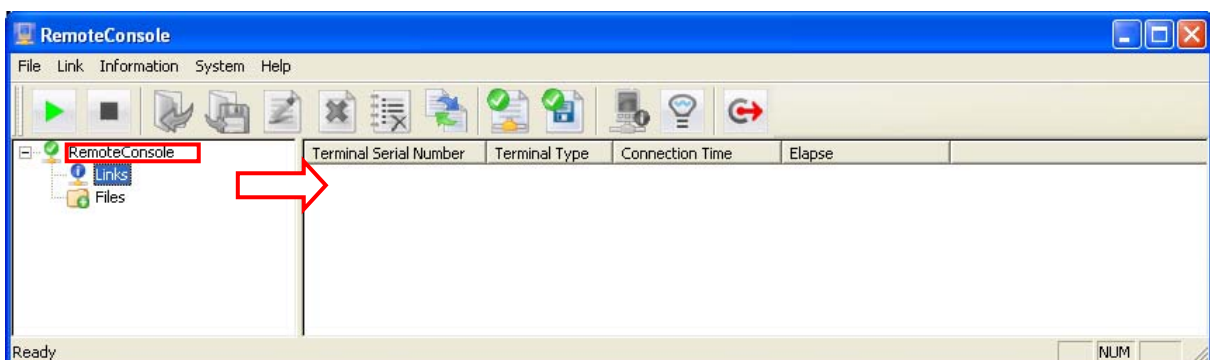 RemoteConsole
File Link Information System Help
RemoteConsole
Links
Files
Terminal Serial Number Terminal Type Connection Time Elapse
Ready NUM